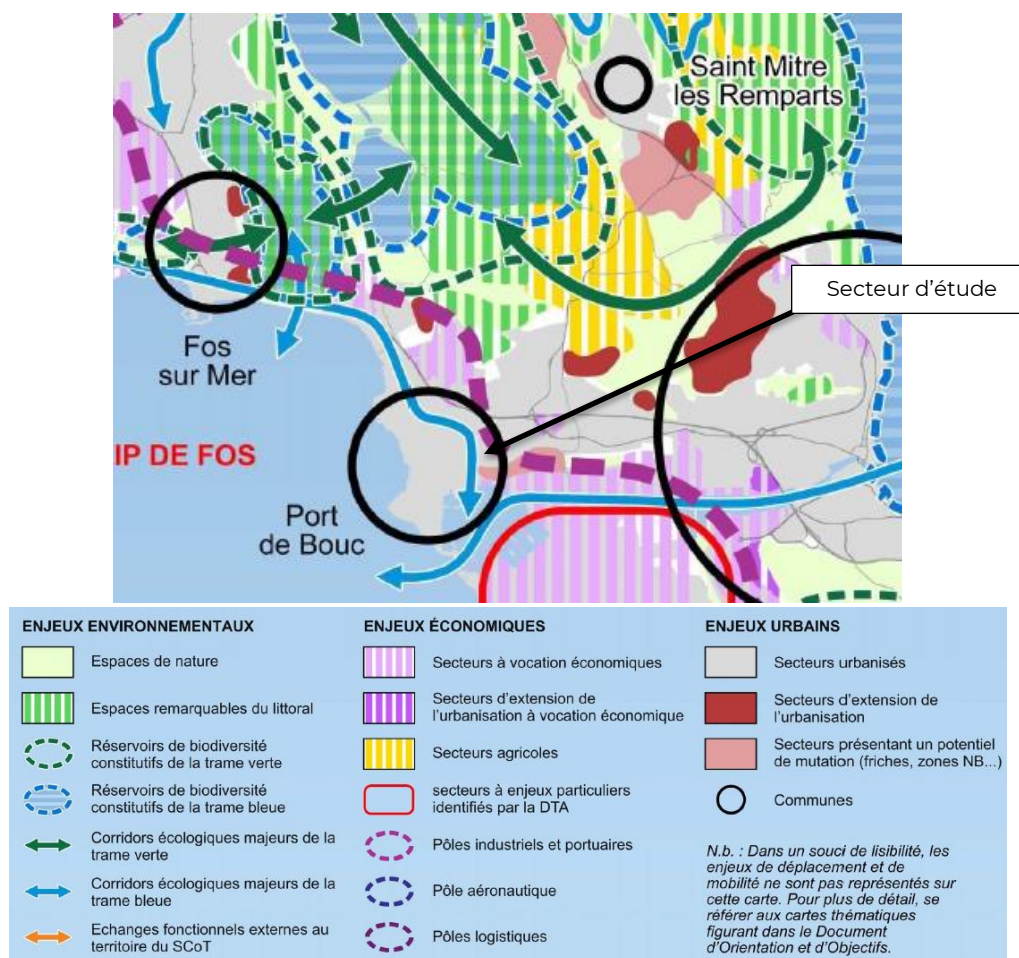 Saint Mitre
les Remparts
Secteur d'étude
Fos
sur Mer
IP DE FOS
Port
de Bouc
ENJEUX ENVIRONNEMENTAUX
Espaces de nature
Espaces remarquables du littoral
Réservoirs de biodiversité
constitutifs de la trame verte
Réservoirs de biodiversité
constitutifs de la trame bleue
Corridors écologiques majeurs de la
trame verte
Corridors écologiques majeurs de la
trame bleue
Echanges fonctionnels externes au
territoire du SCoT
ENJEUX ÉCONOMIQUES
Secteurs à vocation économiques
Secteurs d'extension de
l'urbanisation à vocation économique
Secteurs agricoles
secteurs à enjeux particuliers
identifiés par la DTA
Pôles industriels et portuaires
Pôle aéronautique
Pôles logistiques
ENJEUX URBAINS
Secteurs urbanisés
Secteurs d'extension de
l'urbanisation
Secteurs présentant un potentiel
de mutation (friches, zones NB...)
Communes
N.b. : Dans un souci de lisibilité, les
enjeux de déplacement et de
mobilité ne sont pas représentés sur
cette carte. Pour plus de détail, se
référer aux cartes thématiques
figurant dans le Document
d'Orientation et d'Objectifs.